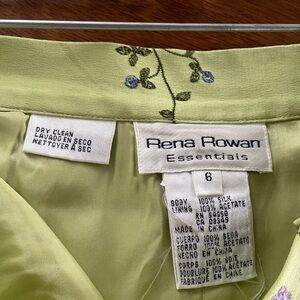 DRY CLEAN
LAVADO EN SECO
NETTOYER À SEC
Rena Rowan
Essentials
6
BODY 100% SILK
LINING 100% ACETATE
RN
CA
MADE IN CHINA
CUERPO 100% SEDA
FORRO 100% ACETATO
HECHO EN CHINA
CORPS 100% SOIE
DOUBLURE 100% ACETATE
FABRIQUE EN CHINE